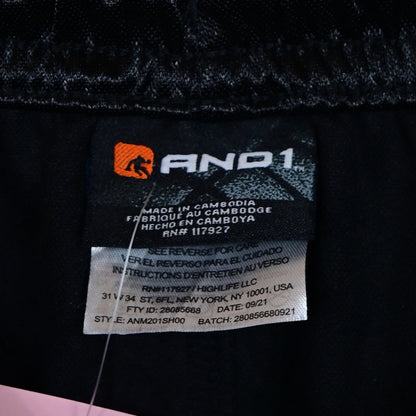 AND1
MADE IN CAMBODIA
FABRIQUÉ AU CAMBODGE
HECHO EN CAMBOYA
RN# 117927
SEE REVERSE FOR CARE
VER EL REVERSO PARA EL CUIDADO
INSTRUCTIONS D'ENTRETIEN AU VERSO
RN#117927 / HIGHLIFE LLC
31 W 34 ST, 6FL, NEW YORK, NY 10001, USA
FTY ID: 28085668 DATE: 09/21
STYLE: ANM201SH00 BATCH: 280856680921